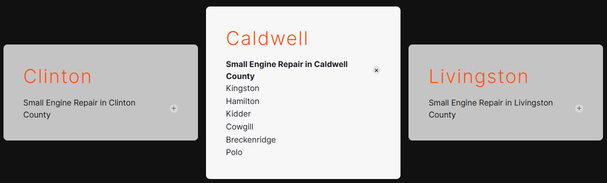 Clinton
Small Engine Repair in Clinton
County
Caldwell
Small Engine Repair in Caldwell
County
Kingston
Hamilton
Kidder
Cowgill
Breckenridge
Polo
Livingston
Small Engine Repair in Livingston
County